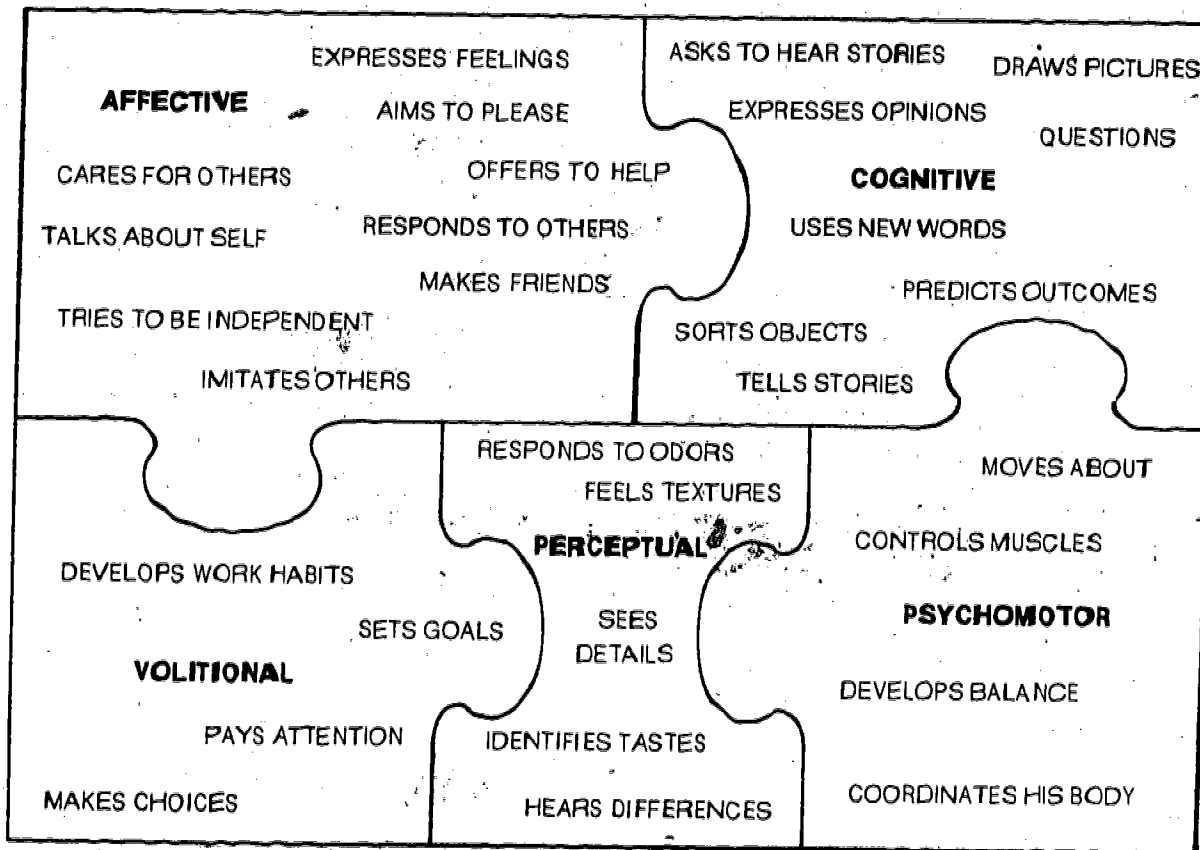 EXPRESSES FEELINGS
AFFECTIVE
AIMS TO PLEASE
CARES FOR OTHERS
OFFERS TO HELP
TALKS ABOUT SELF
RESPONDS TO OTHERS
MAKES FRIENDS
TRIES TO BE INDEPENDENT
IMITATES OTHERS
ASKS TO HEAR STORIES
DRAWS PICTURES
EXPRESSES OPINIONS
QUESTIONS
COGNITIVE
USES NEW WORDS
PREDICTS OUTCOMES
SORTS OBJECTS
TELLS STORIES
DEVELOPS WORK HABITS
SETS GOALS
VOLITIONAL
PAYS ATTENTION
MAKES CHOICES
RESPONDS TO ODORS
FEELS TEXTURES
PERCEPTUAL
SEES
DETAILS
IDENTIFIES TASTES
HEARS DIFFERENCES
MOVES ABOUT
CONTROLS MUSCLES
PSYCHOMOTOR
DEVELOPS BALANCE
COORDINATES HIS BODY